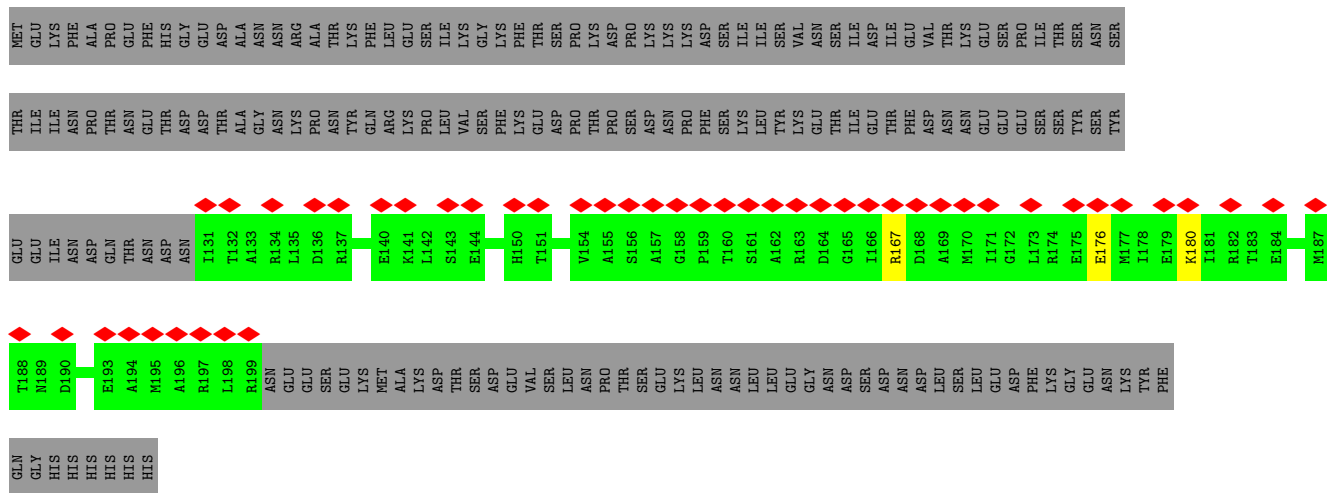 MET GLU LYS PHE ALA PRO GLU PHE HIS GLY GLU ASP ALA ASN ASN ARG ALA THR LYS PHE LEU GLU SER ILE LYS GLY LYS PHE THR SER PRO LYS ASP PRO LYS LYS LYS ASP SER ILE ILE SER VAL ASN SER ILE ASP ILE GLU VAL THR LYS GLU SER PRO ILE THR SER ASN SER
THR ILE ILE ASN PRO THR ASN GLU THR ASP ASP THR ALA GLY ASN LYS PRO ASN TYR GLN ARG LYS PRO LEU VAL SER PHE LYS GLU ASP PRO THR PRO SER ASP ASN PRO PHE SER LYS LEU TYR LYS GLU THR ILE GLU THR PHE ASP ASN ASN GLU GLU GLU SER SER TYR SER TYR
GLU GLU ILE ASN ASP GLN THR ASN ASP ASN I131 T132 A133 R134 L135 D136 R137 E140 K141 L142 S143 E144 H150 T151 V154 A155 S156 A157 G158 P159 T160 S161 A162 R163 D164 G165 I166 R167 D168 A169 M170 I171 G172 L173 R174 E175 E176 M177 I178 E179 K180 I181 R182 T183 E184 M187
T188 N189 D190 E193 A194 M195 A196 R197 L198 R199 ASN GLU GLU SER GLU LYS MET ALA LYS ASP THR SER ASP GLU VAL SER LEU ASN PRO THR SER GLU LYS LEU ASN ASN LEU LEU GLU GLY ASN ASP SER ASP ASN ASP LEU SER LEU GLU ASP PHE LYS GLY GLU ASN LYS TYR PHE
GLN GLY HIS HIS HIS HIS HIS HIS